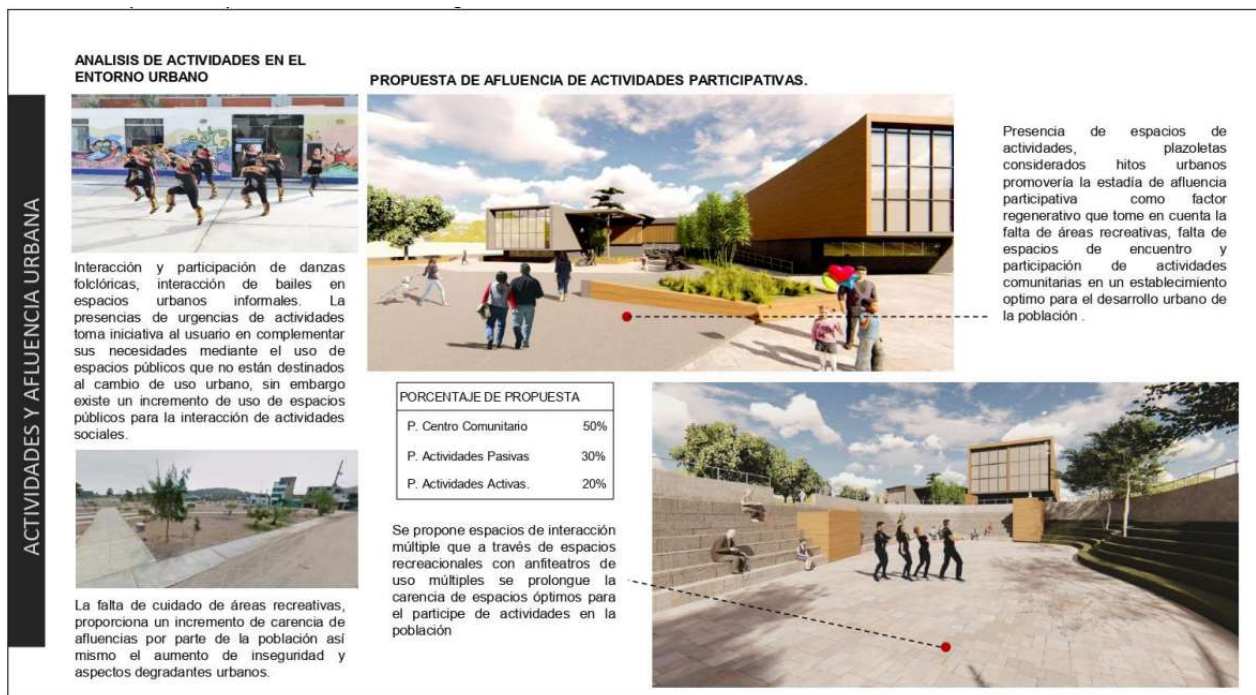 ACTIVIDADES Y AFLUENCIA URBANA
ANALISIS DE ACTIVIDADES EN EL
ENTORNO URBANO
Interacción y participación de danzas
folclóricas, interacción de bailes en
espacios urbanos informales. La
presencias de urgencias de actividades
toma iniciativa al usuario en complementar
sus necesidades mediante el uso de
espacios públicos que no están destinados
al cambio de uso urbano, sin embargo
existe un incremento de uso de espacios
públicos para la interacción de actividades
sociales.
La falta de cuidado de áreas recreativas,
proporciona un incremento de carencia de
afluencias por parte de la población así
mismo el aumento de inseguridad y
aspectos degradantes urbanos.
PROPUESTA DE AFLUENCIA DE ACTIVIDADES PARTICIPATIVAS.
Presencia de espacios de
actividades, plazoletas
considerados hitos urbanos
promovería la estadía de afluencia
participativa como factor
regenerativo que tome en cuenta la
falta de áreas recreativas, falta de
espacios de encuentro y
participación de actividades
comunitarias en un establecimiento
optimo para el desarrollo urbano de
la población .
PORCENTAJE DE PROPUESTA
P. Centro Comunitario 50%
P. Actividades Pasivas 30%
P. Actividades Activas. 20%
Se propone espacios de interacción
múltiple que a través de espacios
recreacionales con anfiteatros de
uso múltiples se prolongue la
carencia de espacios óptimos para
el participe de actividades en la
población